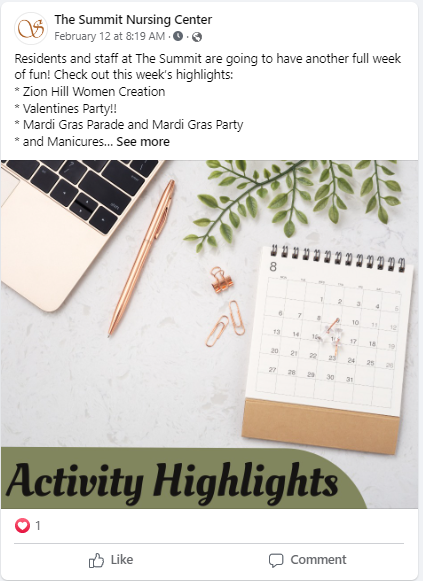 The Summit Nursing Center
February 12 at 8:19 AM ·
Residents and staff at The Summit are going to have another full week
of fun! Check out this week's highlights:
* Zion Hill Women Creation
* Valentines Party!!
* Mardi Gras Parade and Mardi Gras Party
* and Manicures... See more
8
1 2 3 4 5
6 7 8 10 11 12
13 14 15 17 18 19
20 21 22 23 24 25 26
27 28 29 30 31
Activity Highlights
1
Like
Comment